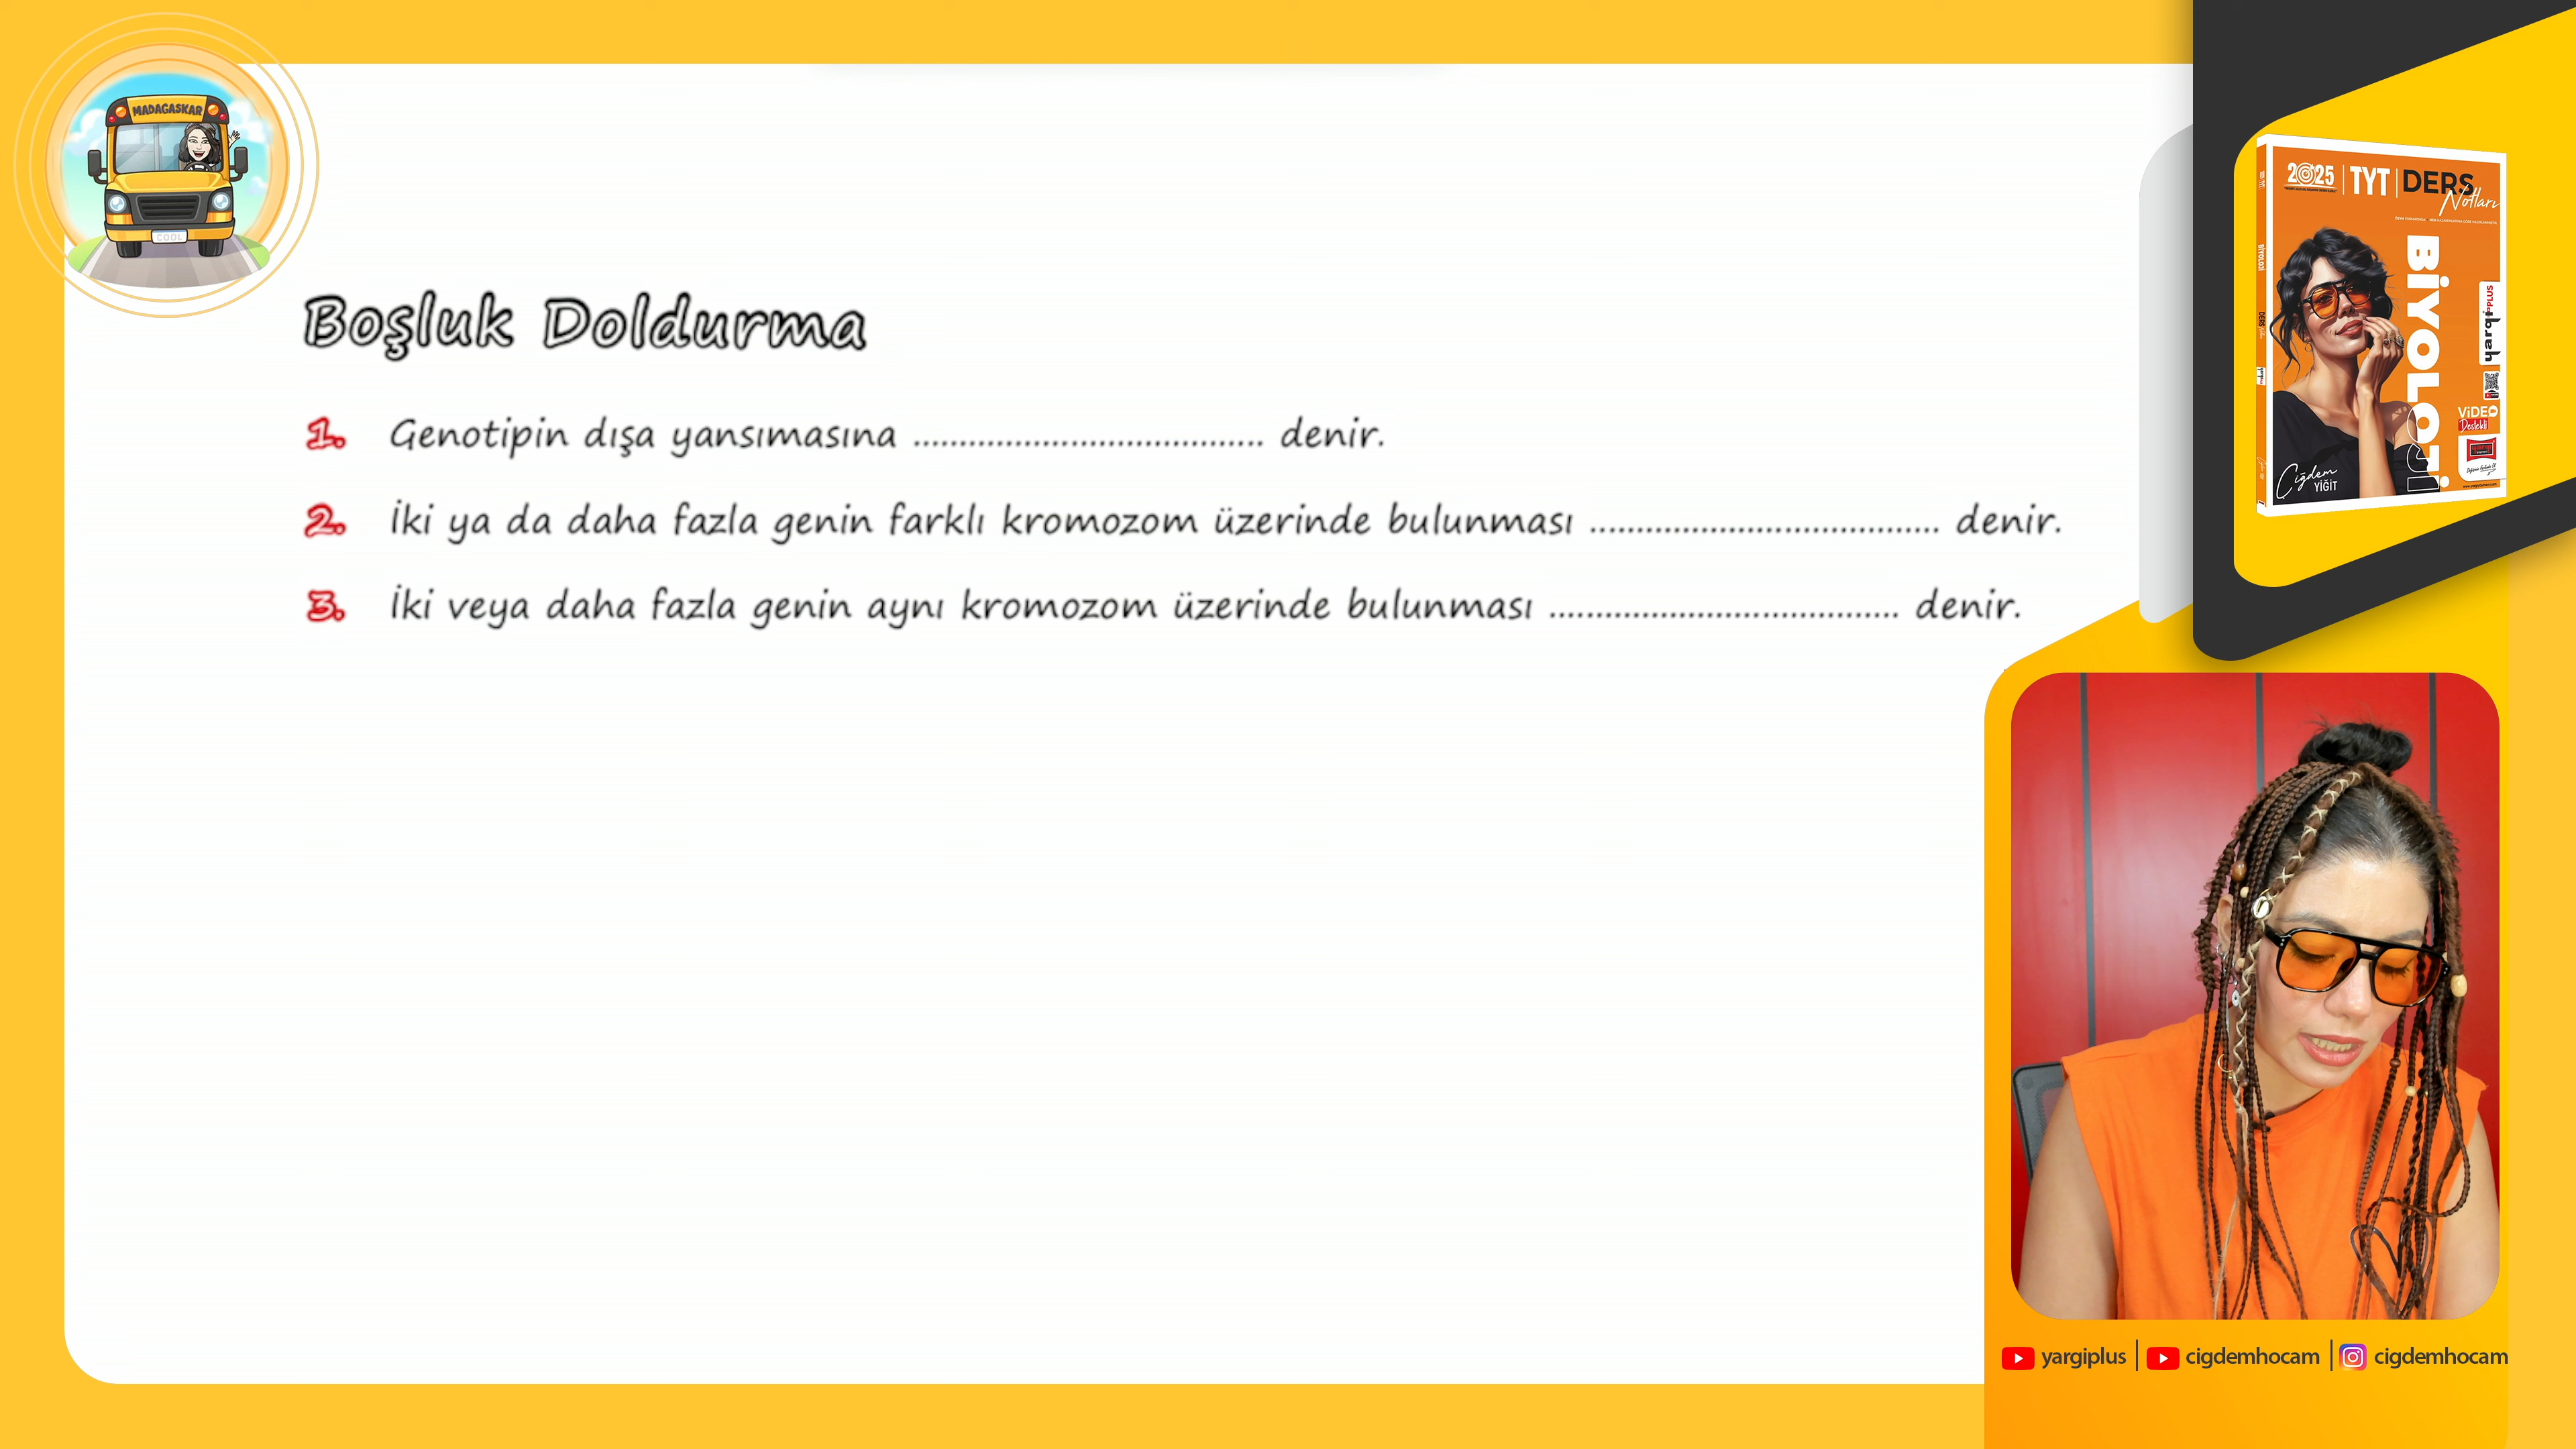 MADAGASKAR
COOL
Boşluk Doldurma
1. Genotipin dışa yansımasına ...................................... denir.
2. İki ya da daha fazla genin farklı kromozom üzerinde bulunması ...................................... denir.
3. İki veya daha fazla genin aynı kromozom üzerinde bulunması ...................................... denir.
2025 TYT DERS Notları
BİYOLOJİ
yargıPLUS
VİDEO
Destekli
Çiğdem
YİĞİT
yargiplus | cigdemhocam | cigdemhocam